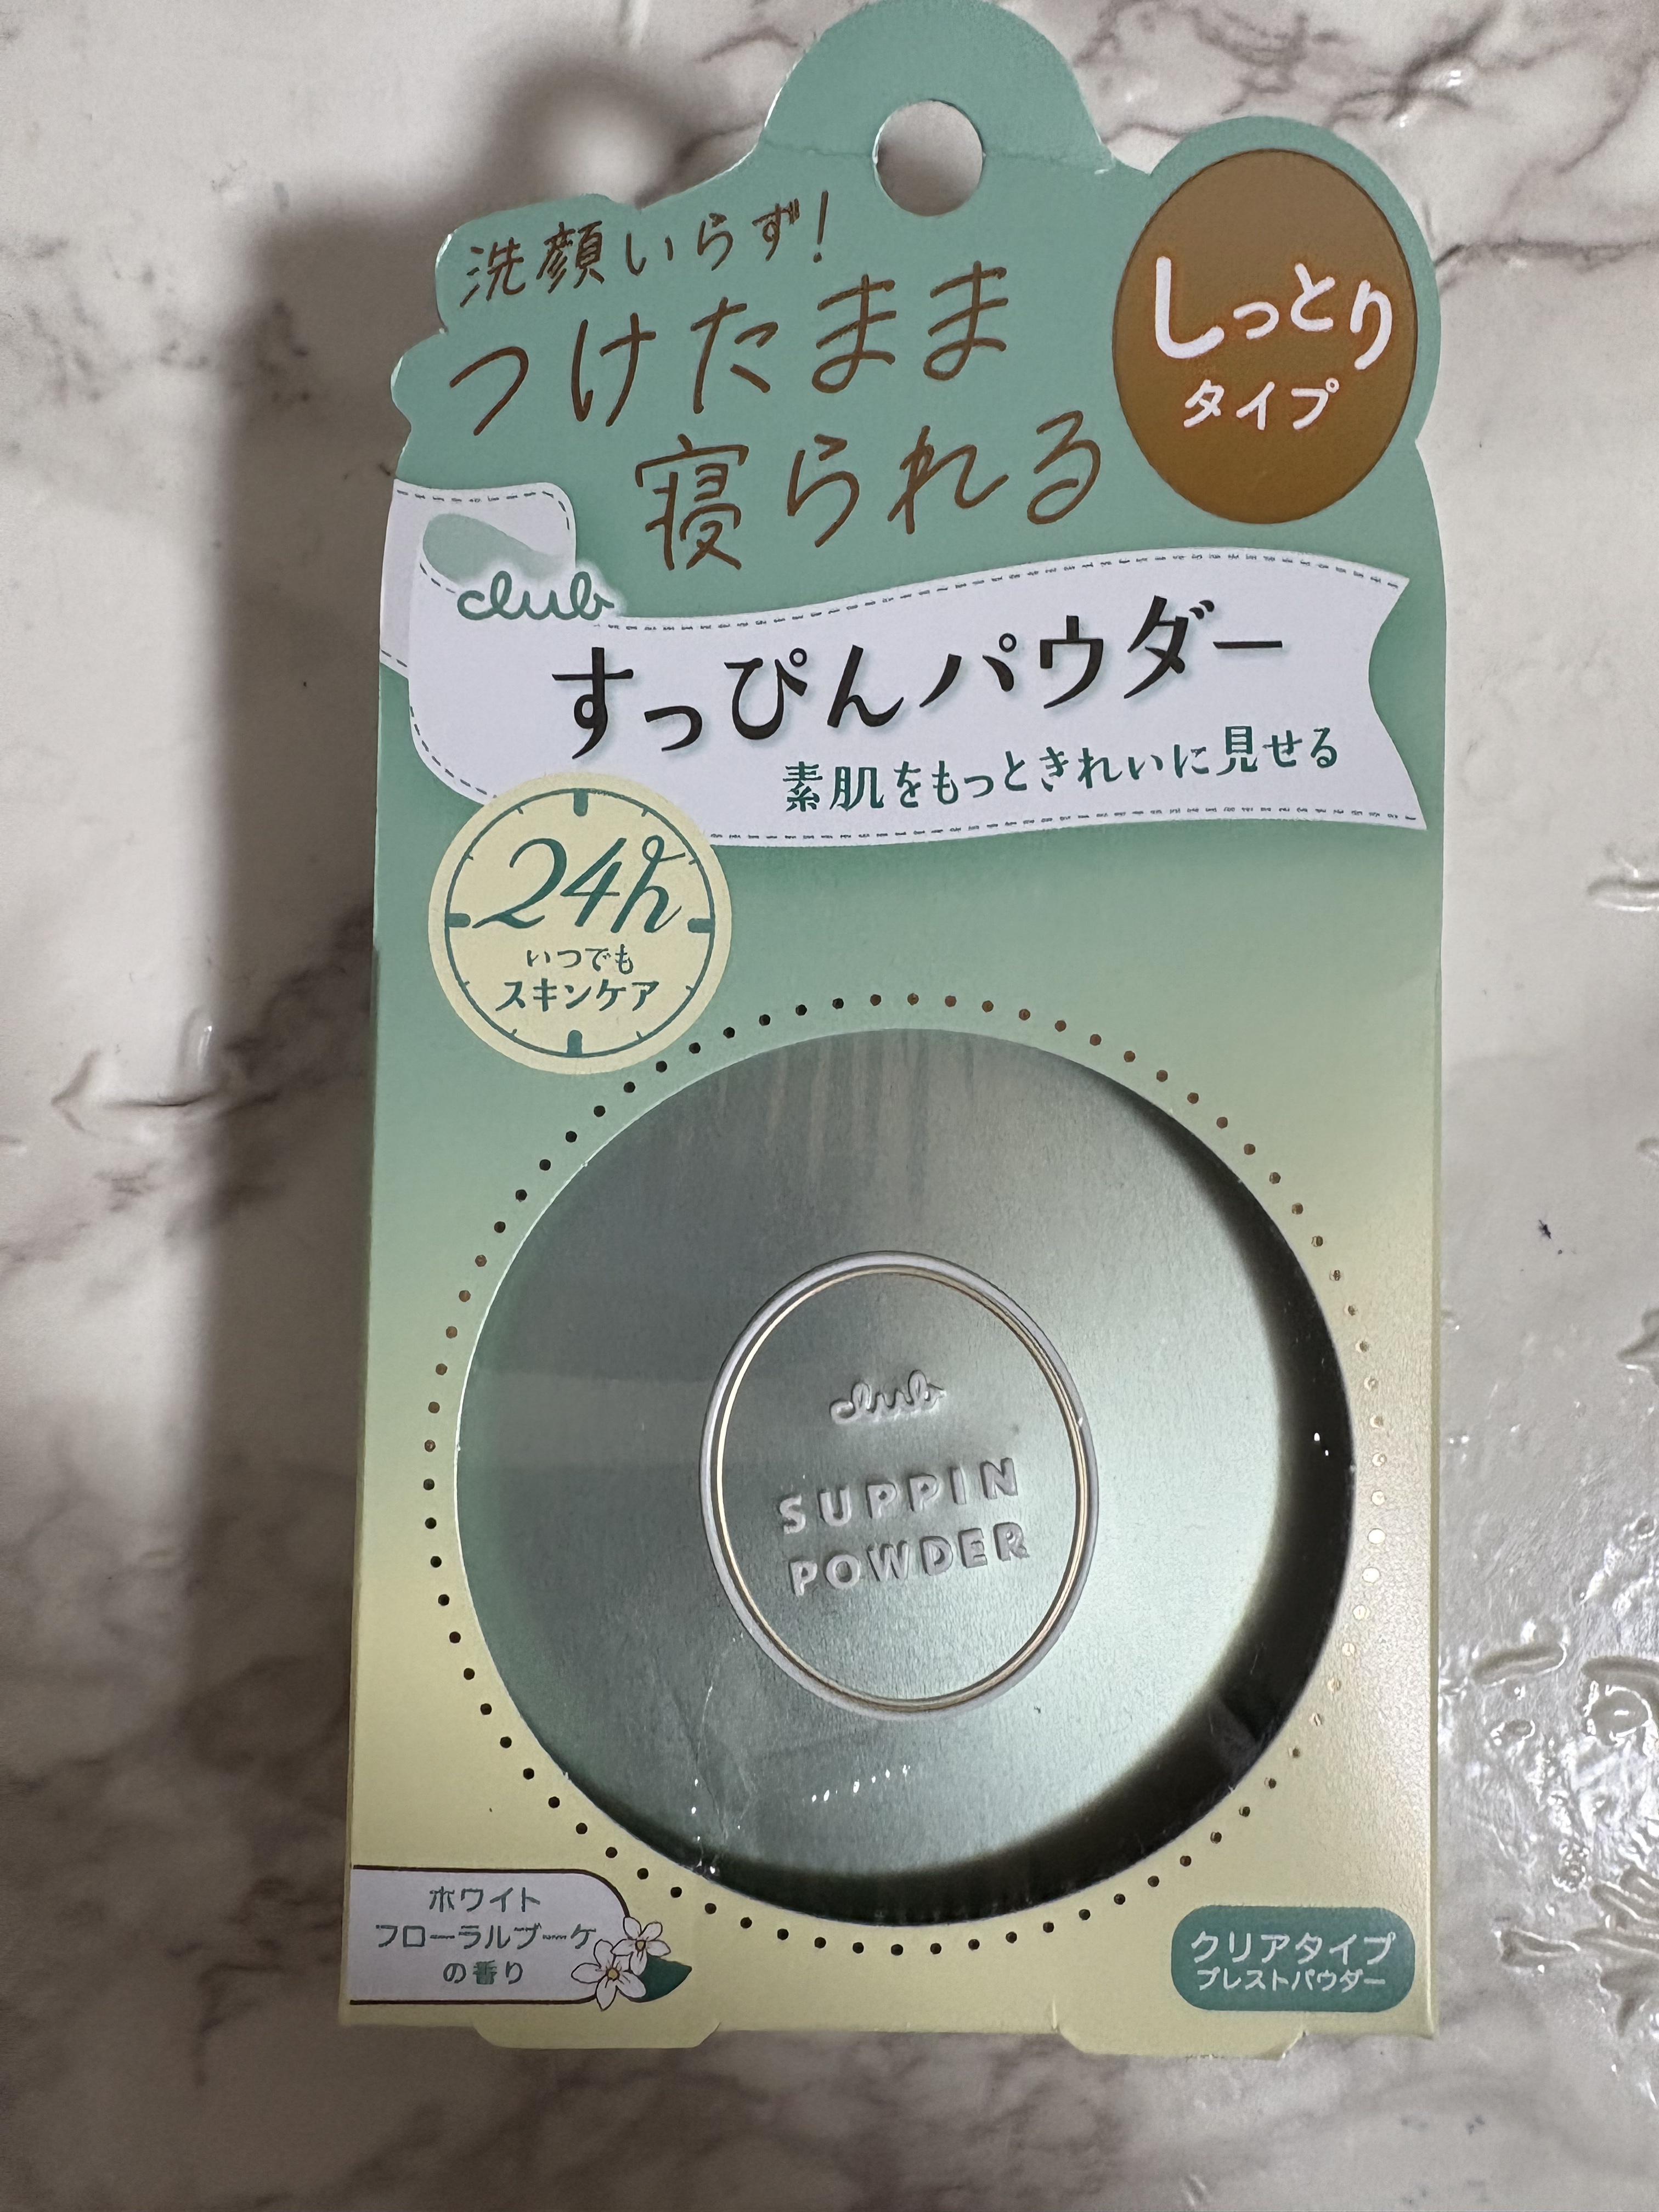 洗顔いらず!
つけたまま
寝られる
しっとり
タイプ
club
すっぴんパウダー
素肌をもっときれいに見せる
24h
いつでも
スキンケア
club
SUPPIN
POWDER
ホワイト
フローラルブーケ
の香り
クリアタイプ
プレストパウダー